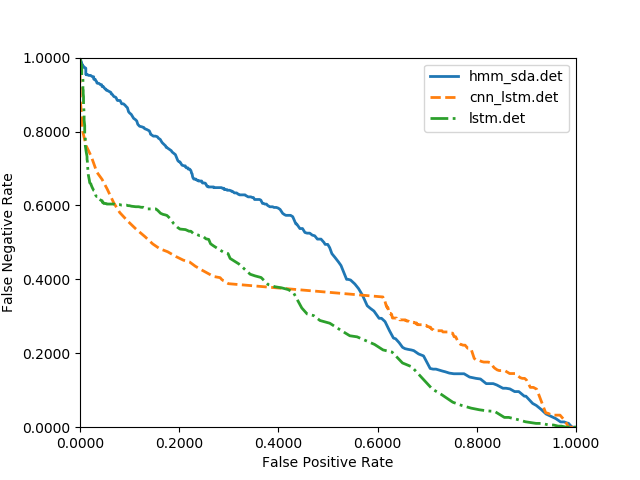 hmm_sda.det
cnn_lstm.det
lstm.det
1.0000
0.8000
0.6000
0.4000
0.2000
0.0000
0.0000 0.2000 0.4000 0.6000 0.8000 1.0000
False Positive Rate
False Negative Rate